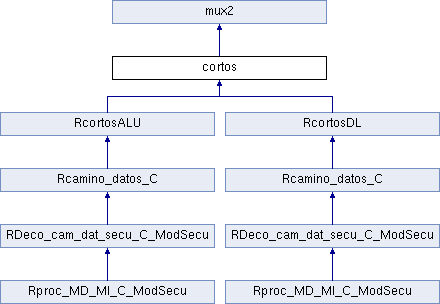 mux2
cortos
RcortosALU
RcortosDL
Rcamino_datos_C
Rcamino_datos_C
RDeco_cam_dat_secu_C_ModSecu
RDeco_cam_dat_secu_C_ModSecu
Rproc_MD_MI_C_ModSecu
Rproc_MD_MI_C_ModSecu